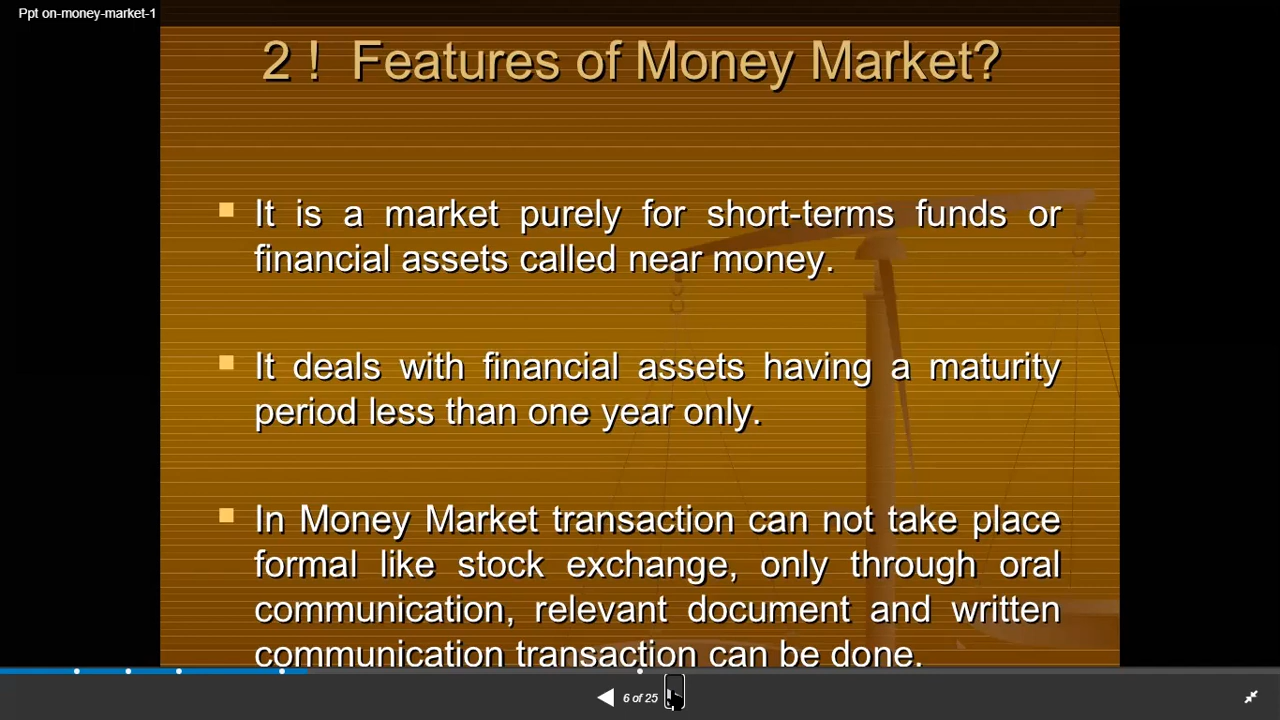 Ppt on-money-market-1
2 ! Features of Money Market?
It is a market purely for short-terms funds or
financial assets called near money.
It deals with financial assets having a maturity
period less than one year only.
In Money Market transaction can not take place
formal like stock exchange, only through oral
communication, relevant document and written
communication transaction can be done.
6 of 25